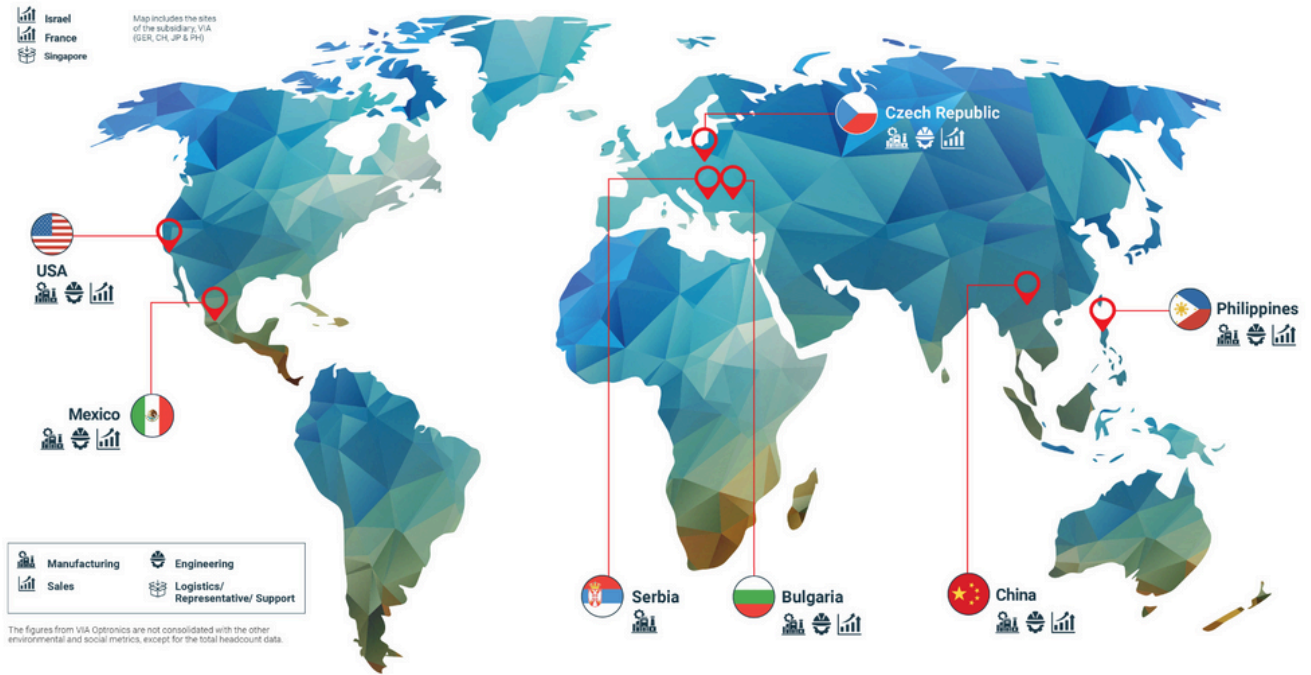 Israel
France
Singapore
Map includes the sites
of the subsidiary, VIA
(GER, CH, JP & PH)
Czech Republic
USA
Philippines
Mexico
Manufacturing
Engineering
Sales
Logistics/
Representative/ Support
Serbia
Bulgaria
China
The figures from VIA Optronics are not consolidated with the other
environmental and social metrics, except for the total headcount data.